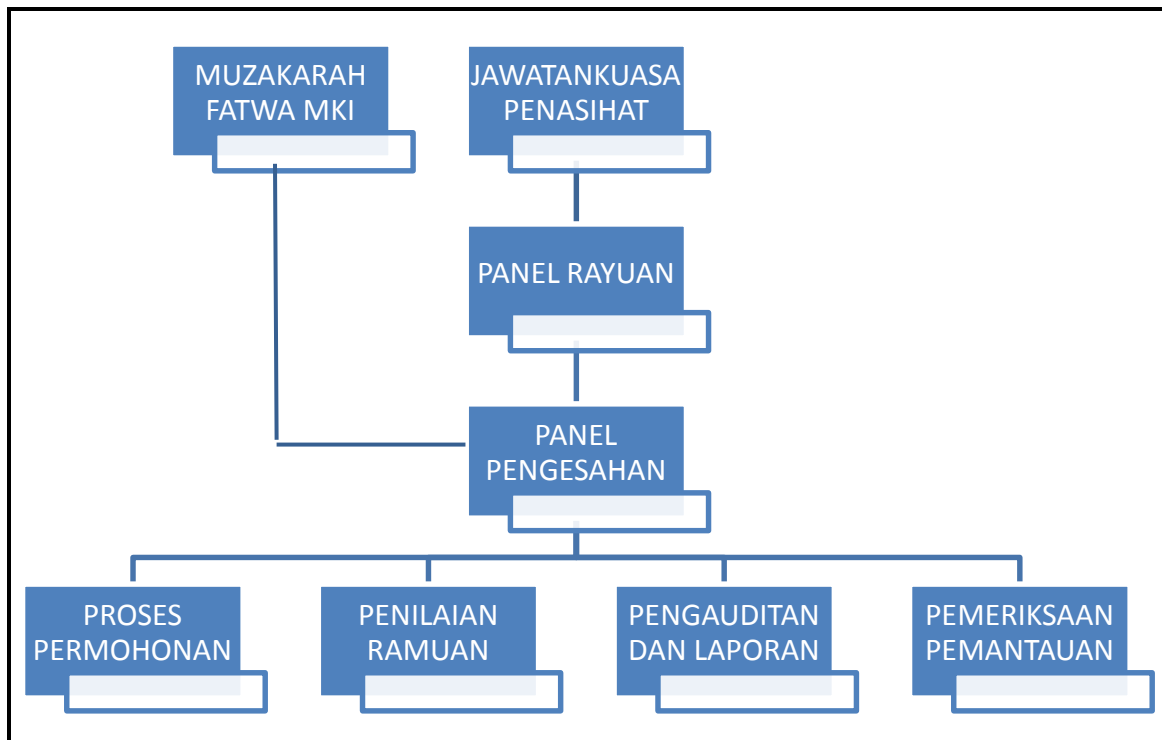 MUZAKARAH
FATWA MKI
JAWATANKUASA
PENASIHAT
PANEL RAYUAN
PANEL
PENGESAHAN
PROSES
PERMOHONAN
PENILAIAN
RAMUAN
PENGAUDITAN
DAN LAPORAN
PEMERIKSAAN
PEMANTAUAN